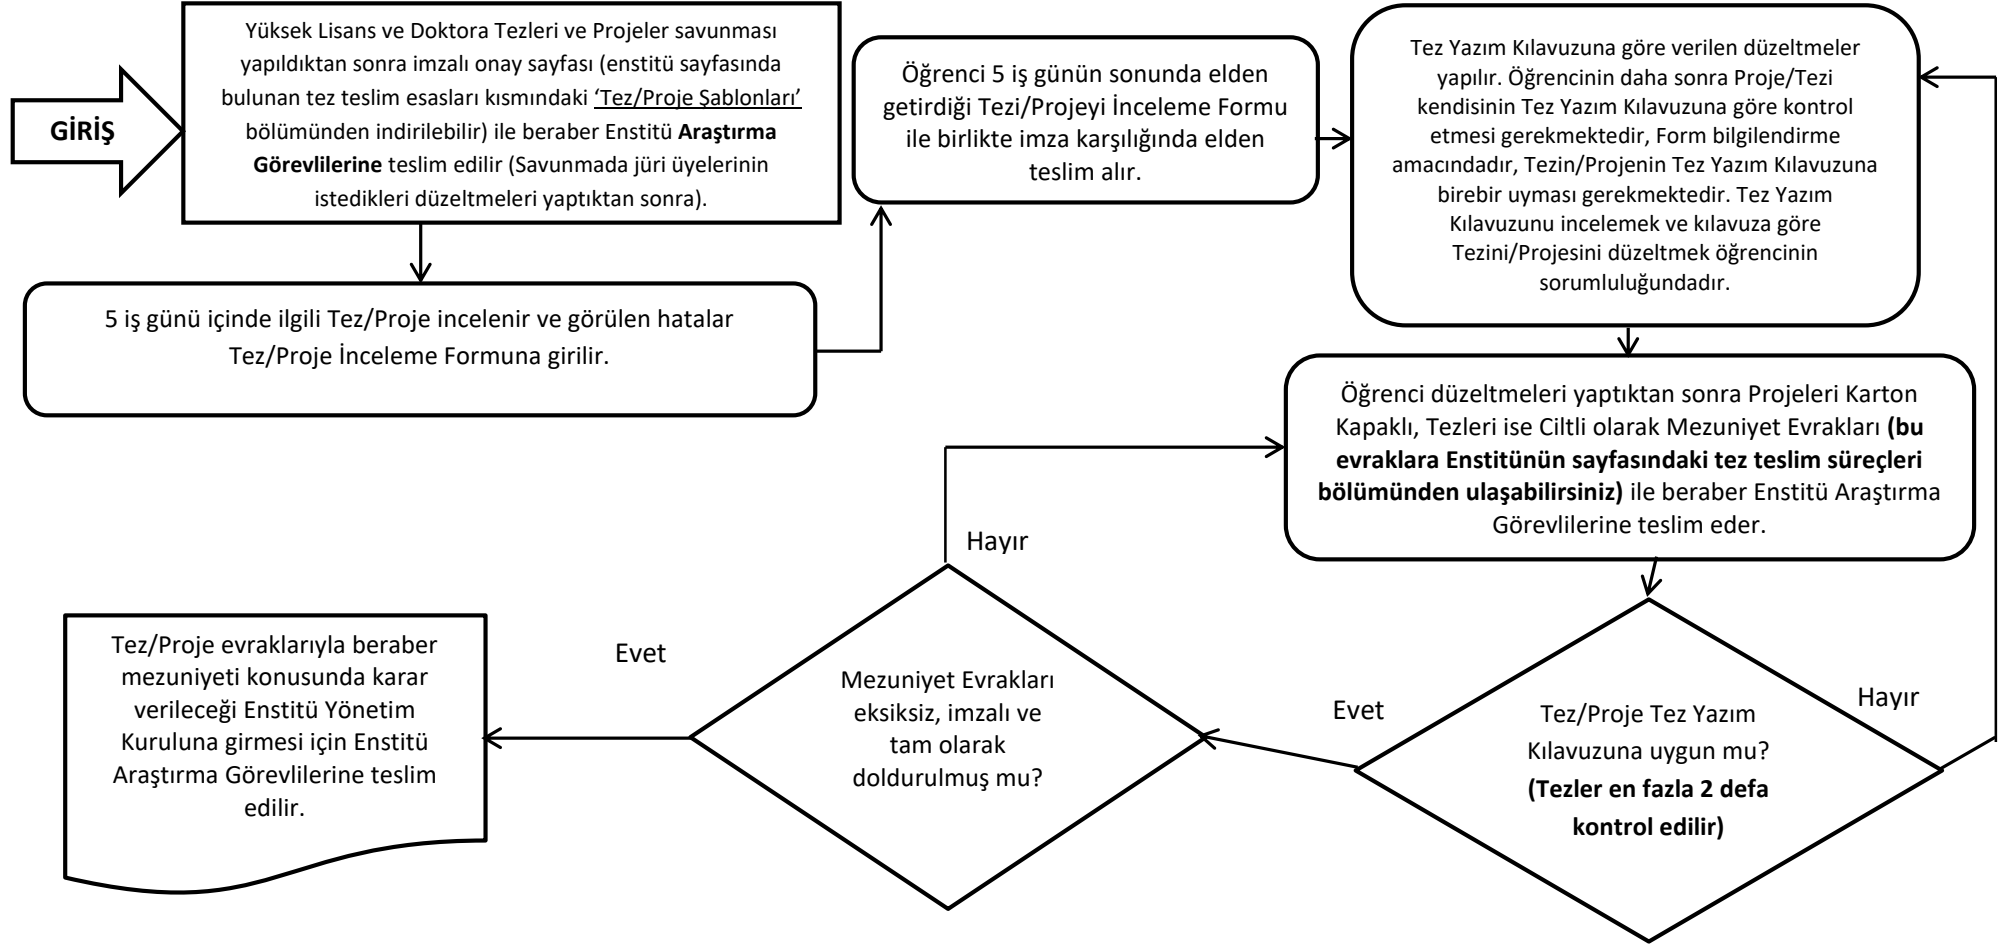 GİRİŞ
Yüksek Lisans ve Doktora Tezleri ve Projeler savunması
yapıldıktan sonra imzalı onay sayfası (enstitü sayfasında
bulunan tez teslim esasları kısmındaki ‘Tez/Proje Şablonları’
bölümünden indirilebilir) ile beraber Enstitü Araştırma
Görevlilerine teslim edilir (Savunmada jüri üyelerinin
istedikleri düzeltmeleri yaptıktan sonra).
5 iş günü içinde ilgili Tez/Proje incelenir ve görülen hatalar
Tez/Proje İnceleme Formuna girilir.
Öğrenci 5 iş günün sonunda elden
getirdiği Tezi/Projeyi İnceleme Formu
ile birlikte imza karşılığında elden
teslim alır.
Tez Yazım Kılavuzuna göre verilen düzeltmeler
yapılır. Öğrencinin daha sonra Proje/Tezi
kendisinin Tez Yazım Kılavuzuna göre kontrol
etmesi gerekmektedir, Form bilgilendirme
amacındadır, Tezin/Projenin Tez Yazım Kılavuzuna
birebir uyması gerekmektedir. Tez Yazım
Kılavuzunu incelemek ve kılavuza göre
Tezini/Projesini düzeltmek öğrencinin
sorumluluğundadır.
Öğrenci düzeltmeleri yaptıktan sonra Projeleri Karton
Kapaklı, Tezleri ise Ciltli olarak Mezuniyet Evrakları (bu
evraklara Enstitünün sayfasındaki tez teslim süreçleri
bölümünden ulaşabilirsiniz) ile beraber Enstitü Araştırma
Görevlilerine teslim eder.
Tez/Proje Tez Yazım
Kılavuzuna uygun mu?
(Tezler en fazla 2 defa
kontrol edilir)
Hayır
Evet
Mezuniyet Evrakları
eksiksiz, imzalı ve
tam olarak
doldurulmuş mu?
Hayır
Evet
Tez/Proje evraklarıyla beraber
mezuniyeti konusunda karar
verileceği Enstitü Yönetim
Kuruluna girmesi için Enstitü
Araştırma Görevlilerine teslim
edilir.